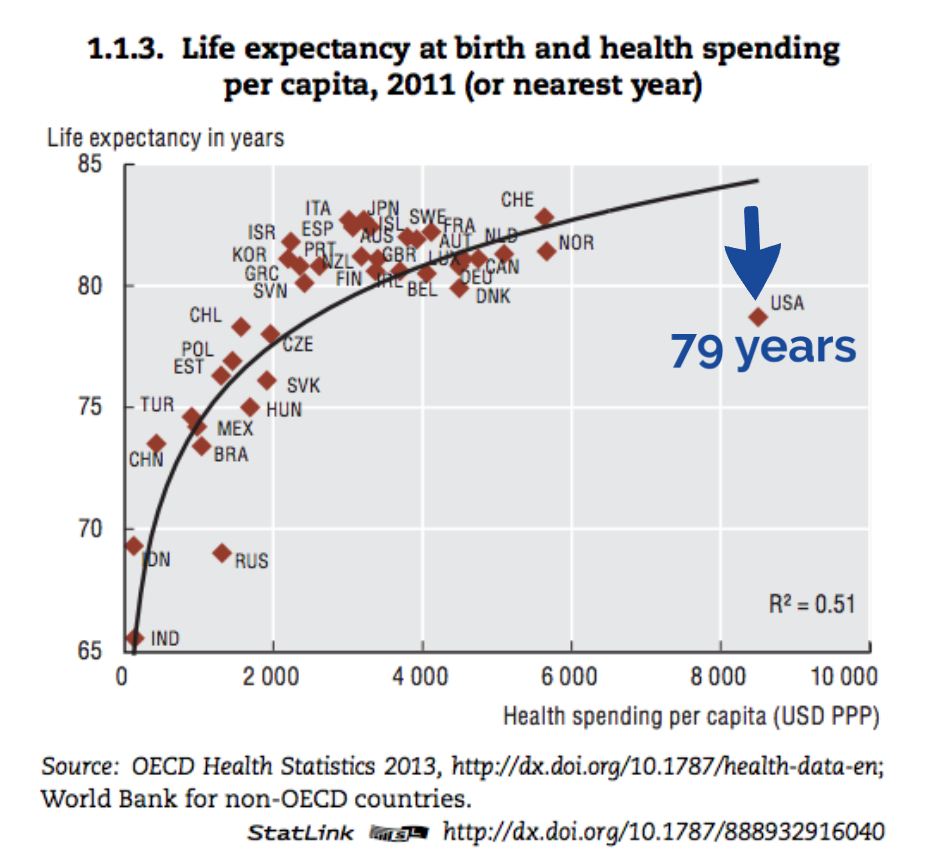 1.1.3. Life expectancy at birth and health spending
per capita, 2011 (or nearest year)
Life expectancy in years
85
80
75
70
65
0
2 000
4 000
6 000
8 000
10 000
ITA
JPN
ISL
SWE
CHE
ESP
FRA
ISR
AUS
AUT
NLD
NOR
KOR
PRT
NZL
GBR
LUX
CAN
GRC
FIN
IRL
DEU
SVN
BEL
DNK
USA
79 years
CHL
CZE
POL
EST
SVK
TUR
HUN
MEX
CHN
BRA
IDN
RUS
IND
R² = 0.51
Health spending per capita (USD PPP)
Source: OECD Health Statistics 2013, http://dx.doi.org/10.1787/health-data-en;
World Bank for non-OECD countries.
StatLink http://dx.doi.org/10.1787/888932916040